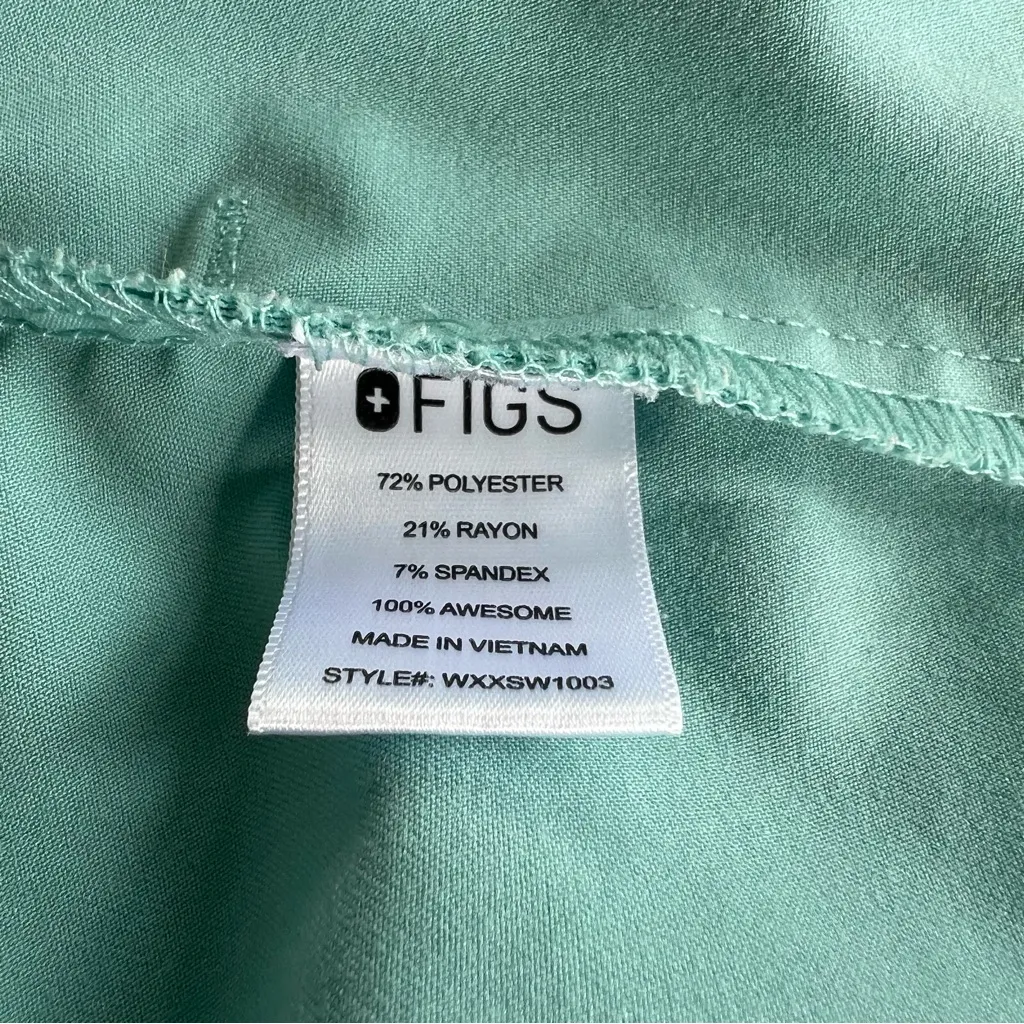 FIGS
72% POLYESTER
21% RAYON
7% SPANDEX
100% AWESOME
MADE IN VIETNAM
STYLE#: WXXSW1003